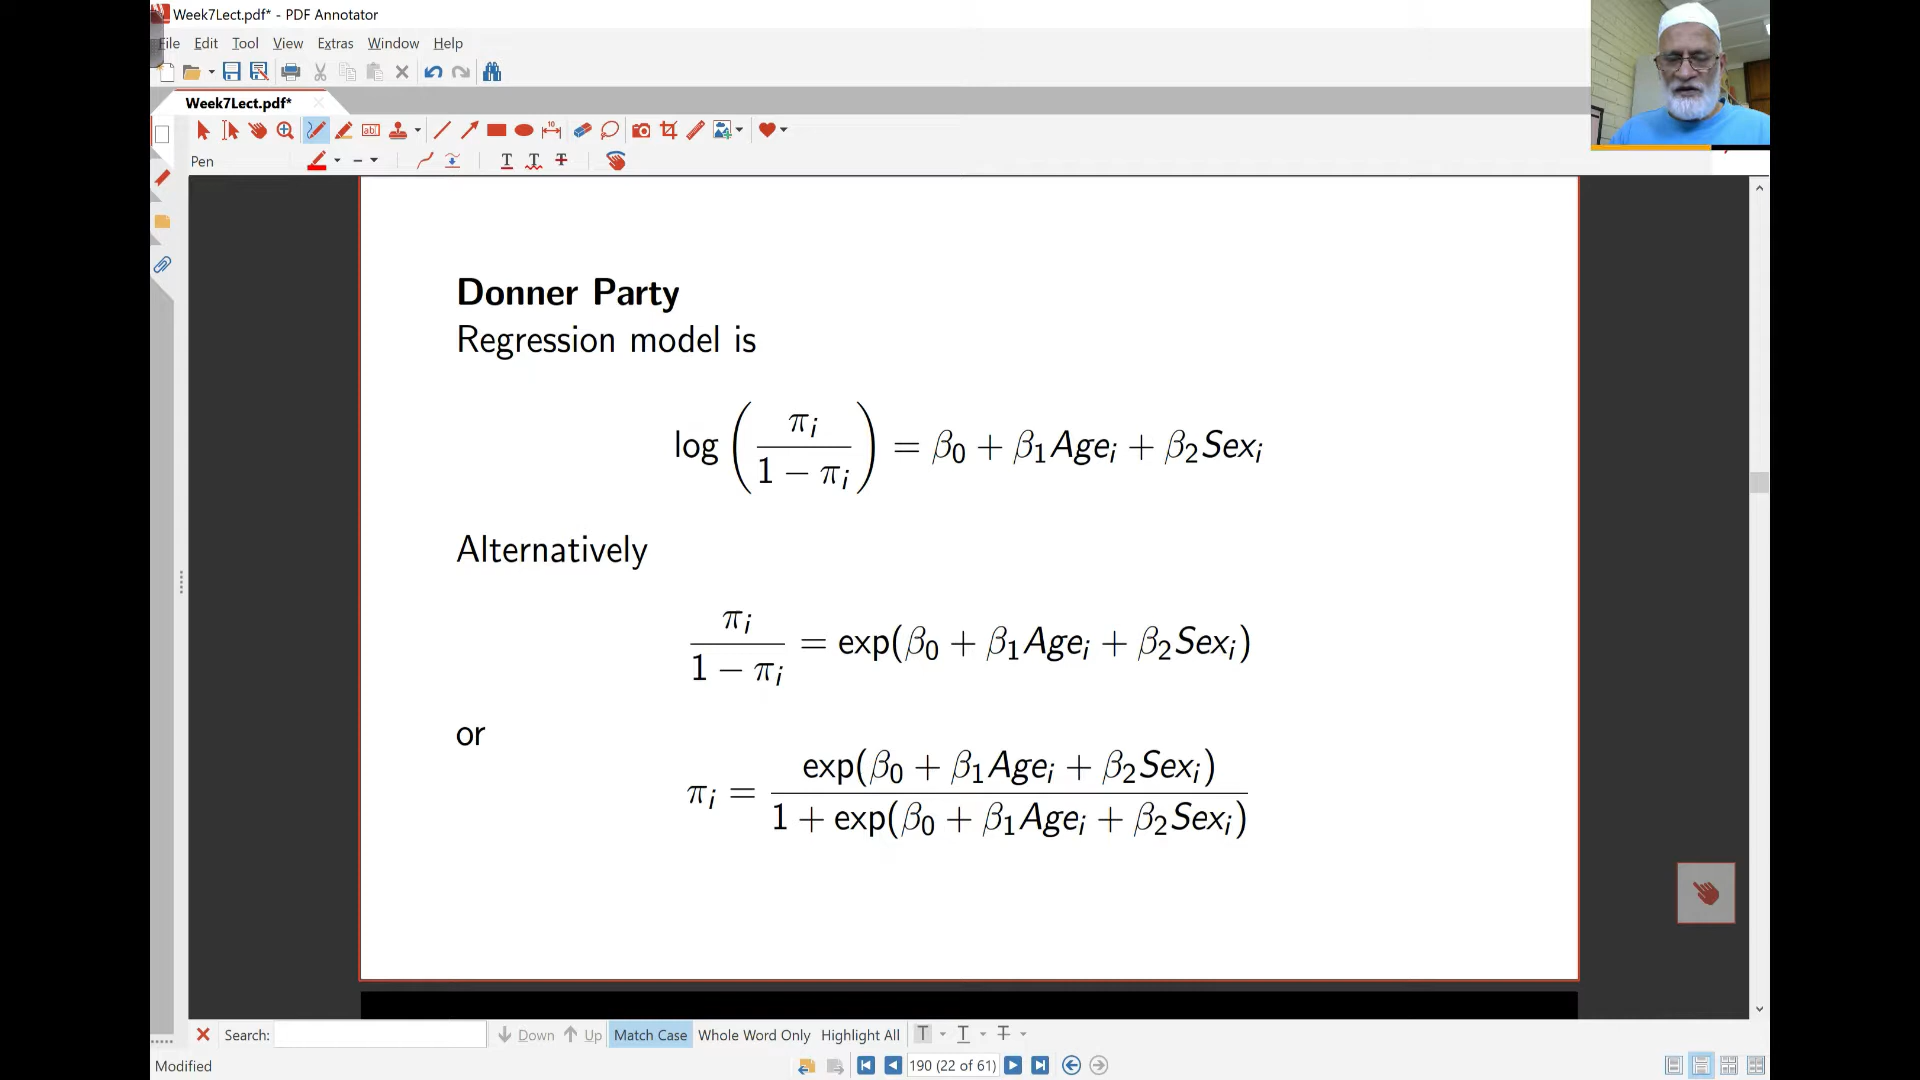 Week7Lect.pdf* - PDF Annotator
File Edit Tool View Extras Window Help
Week7Lect.pdf*
Pen
Donner Party
Regression model is
log ( πᵢ / (1 − πᵢ) ) = β₀ + β₁Ageᵢ + β₂Sexᵢ
Alternatively
πᵢ / (1 − πᵢ) = exp(β₀ + β₁Ageᵢ + β₂Sexᵢ)
or
πᵢ = exp(β₀ + β₁Ageᵢ + β₂Sexᵢ) / (1 + exp(β₀ + β₁Ageᵢ + β₂Sexᵢ))
Search: Down Up Match Case Whole Word Only Highlight All
Modified 190 (22 of 61)